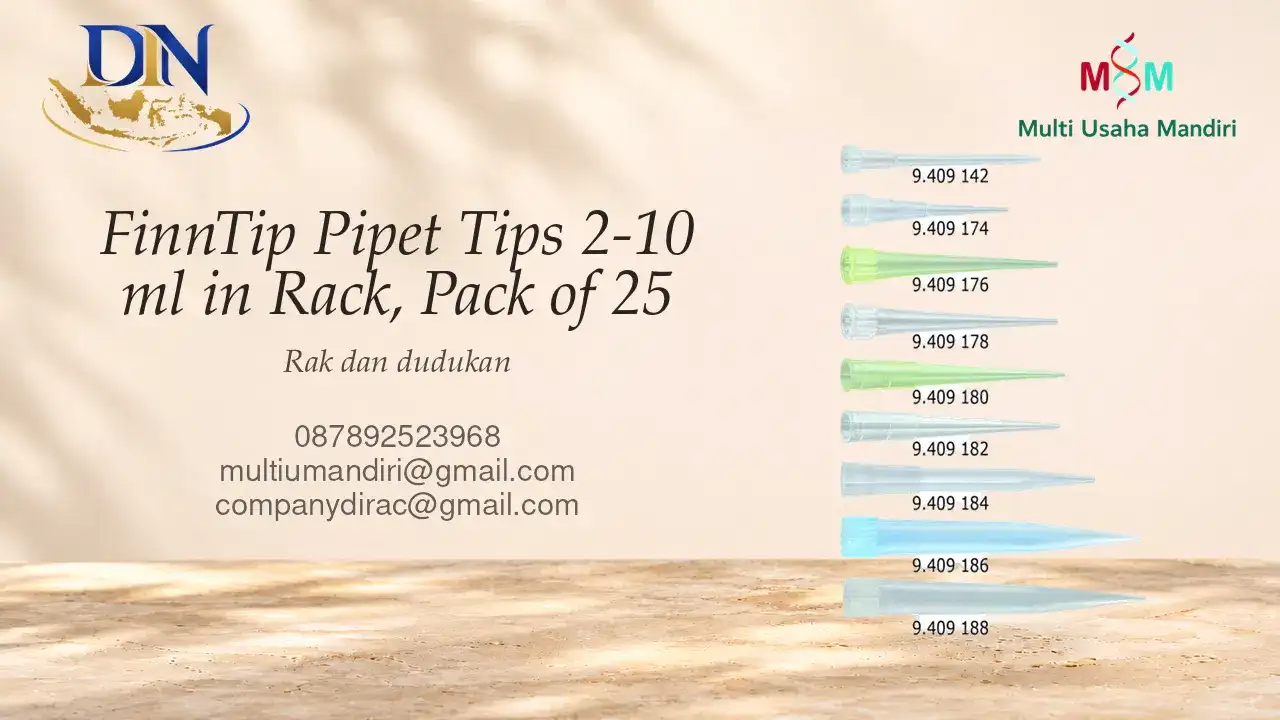 DIN
MSM
Multi Usaha Mandiri
FinnTip Pipet Tips 2-10
ml in Rack, Pack of 25
Rak dan dudukan
087892523968
multiumandiri@gmail.com
companydirac@gmail.com
9.409 142
9.409 174
9.409 176
9.409 178
9.409 180
9.409 182
9.409 184
9.409 186
9.409 188